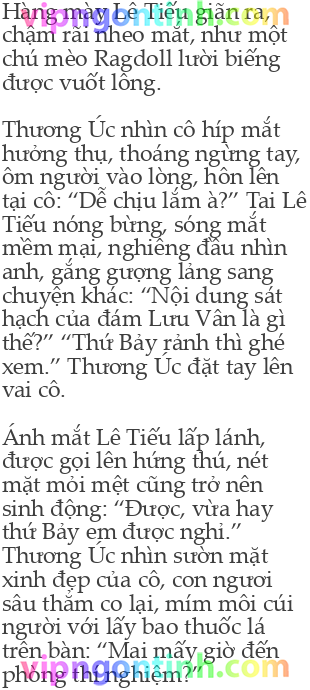 Hàng mày Lê Tiếu giãn ra,
chậm rãi nheo mắt, như một
chú mèo Ragdoll lười biếng
được vuốt lông.
Thương Úc nhìn cô híp mắt
hưởng thụ, thoáng ngừng tay,
ôm người vào lòng, hôn lên
tại cô: “Dễ chịu lắm à?” Tai Lê
Tiếu nóng bừng, sóng mắt
mềm mại, nghiêng đầu nhìn
anh, gắng gượng lảng sang
chuyện khác: “Nội dung sát
hạch của đám Lưu Vân là gì
thế?” “Thứ Bảy rảnh thì ghé
xem.” Thương Úc đặt tay lên
vai cô.
Ánh mắt Lê Tiếu lấp lánh,
được gọi lên hứng thú, nét
mặt mỏi mệt cũng trở nên
sinh động: “Được, vừa hay
thứ Bảy em được nghỉ.”
Thương Úc nhìn sườn mặt
xinh đẹp của cô, con ngươi
sâu thẳm co lại, mím môi cúi
người với lấy bao thuốc lá
trên bàn: “Mai mấy giờ đến
phòng thí nghiệm?”
vipngontinh.com
vipngontinh.com